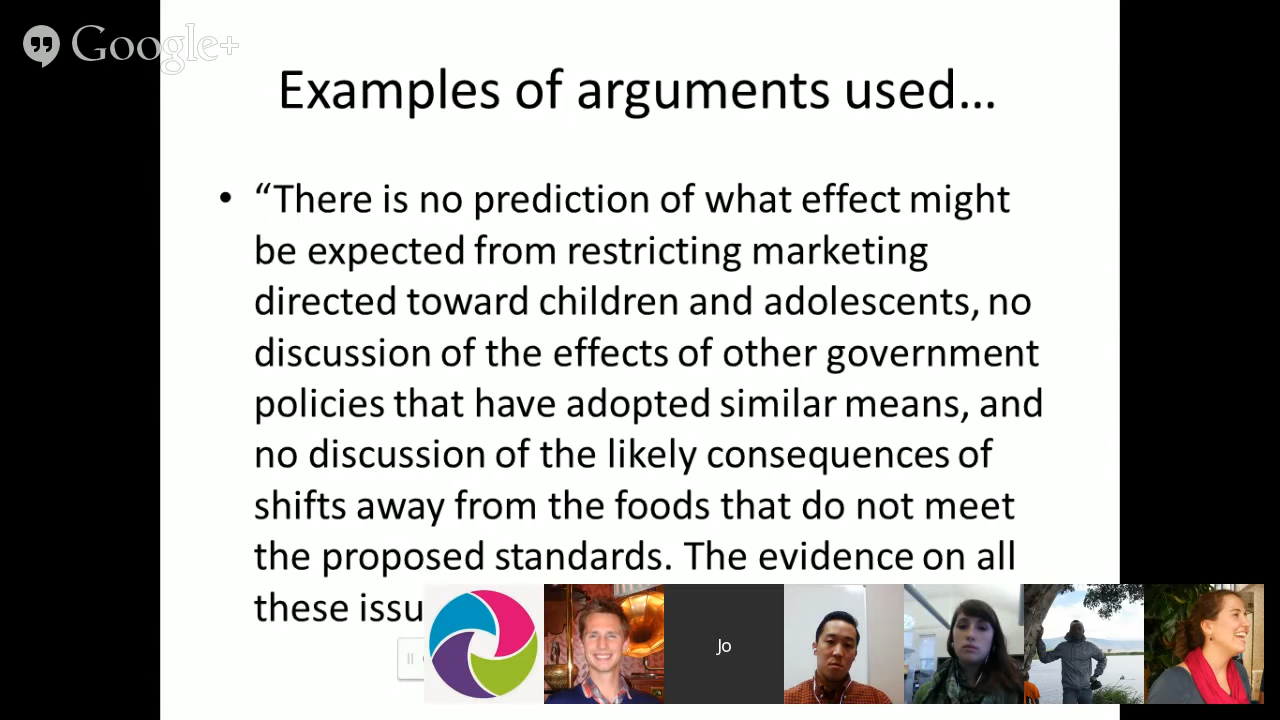 Google+
Examples of arguments used...
• “There is no prediction of what effect might
be expected from restricting marketing
directed toward children and adolescents, no
discussion of the effects of other government
policies that have adopted similar means, and
no discussion of the likely consequences of
shifts away from the foods that do not meet
the proposed standards. The evidence on all
these
Jo